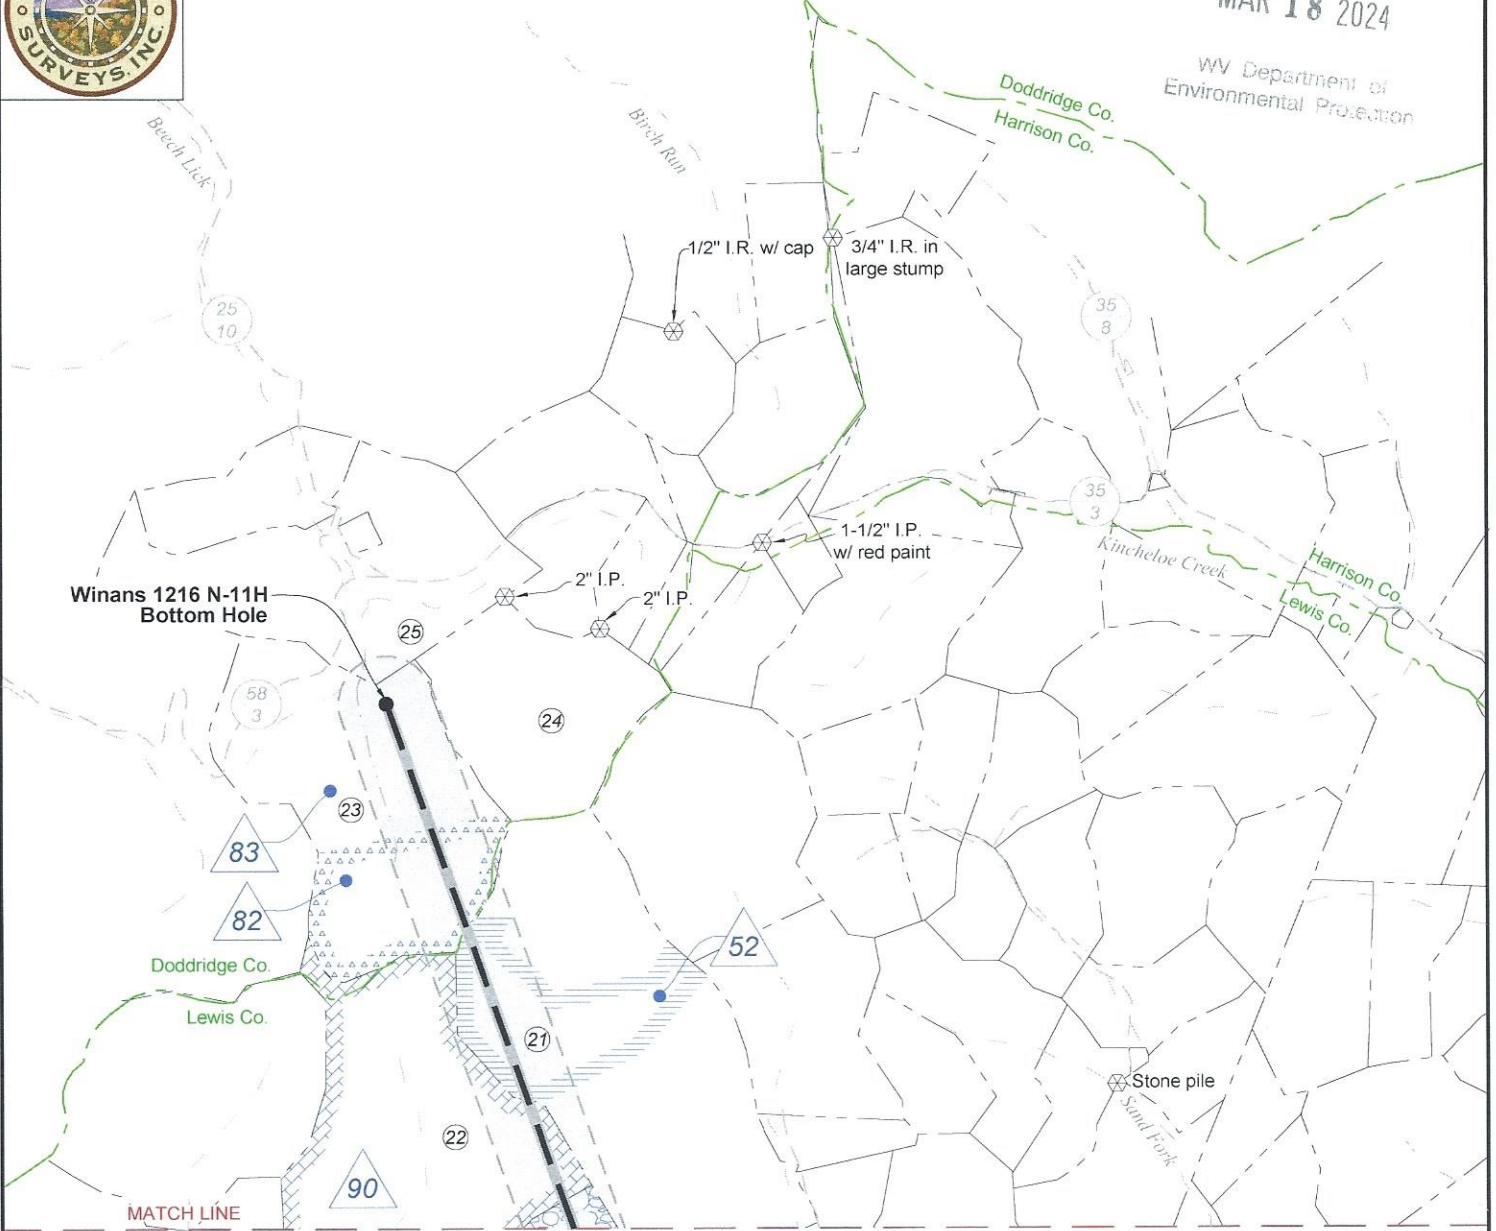 SURVEYS, INC.
MAR 18 2024
WV Department of
Environmental Protection
Doddridge Co.
Harrison Co.
Beech Lick
Birch Run
1/2" I.R. w/ cap
3/4" I.R. in
large stump
25
10
35
8
35
3
1-1/2" I.P.
w/ red paint
Kincheloe Creek
Harrison Co.
Lewis Co.
Winans 1216 N-11H
Bottom Hole
2" I.P.
2" I.P.
25
58
3
24
23
83
82
52
Doddridge Co.
Lewis Co.
21
Stone pile
Sand Fork
22
90
MATCH LINE